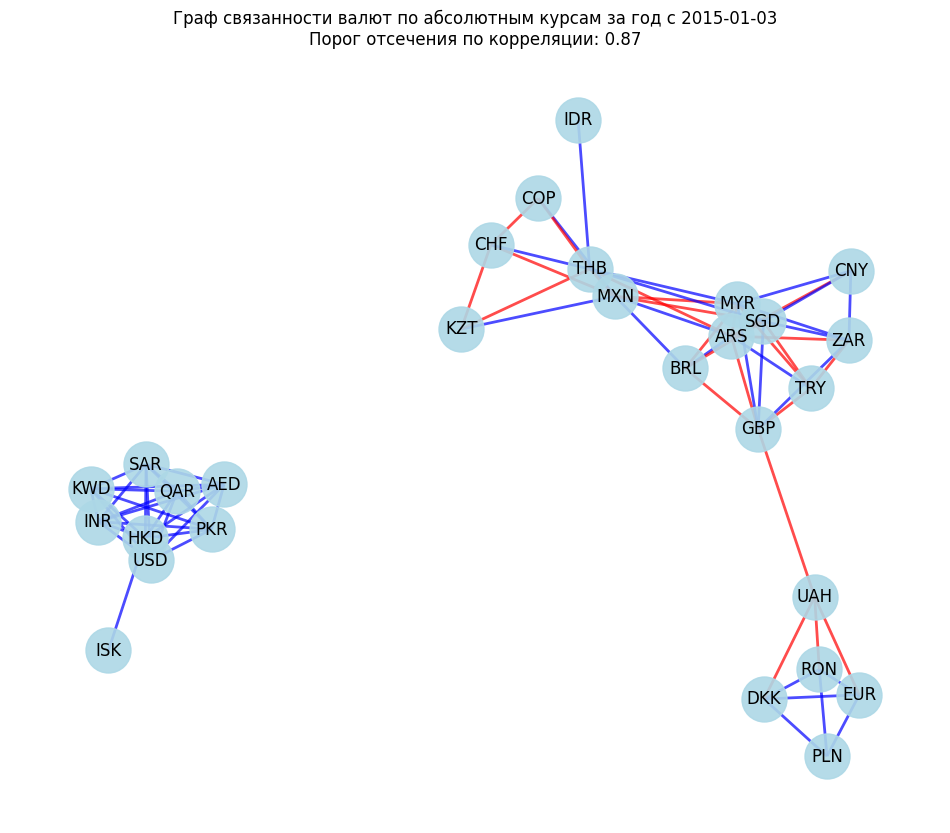 Граф связанности валют по абсолютным курсам за год с 2015-01-03
Порог отсечения по корреляции: 0.87
IDR
COP
CHF
THB
CNY
MXN
MYR
SGD
KZT
ARS
ZAR
BRL
TRY
GBP
SAR
AED
KWD
QAR
INR
PKR
HKD
USD
UAH
ISK
RON
EUR
DKK
PLN